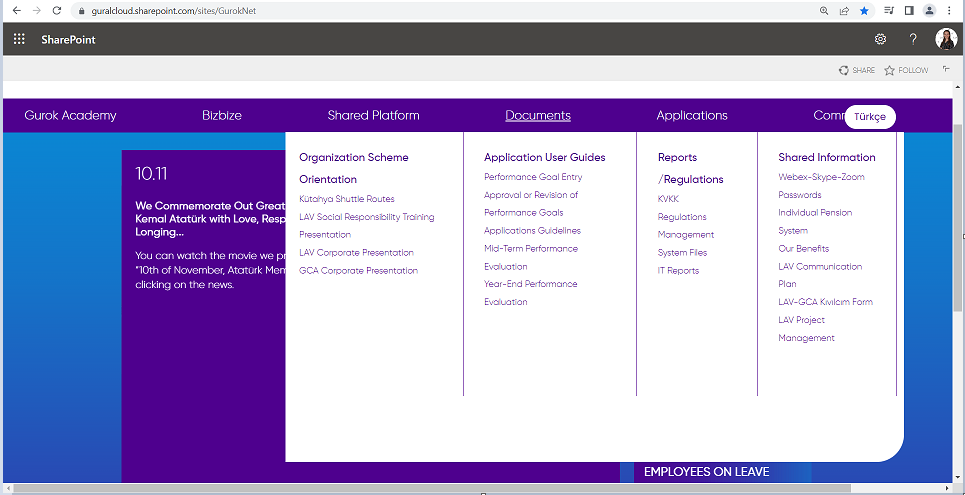 guralcloud.sharepoint.com/sites/GurokNet
SharePoint
SHARE
FOLLOW
Gurok Academy
Bizbize
Shared Platform
Documents
Applications
Türkçe
10.11
We Commemorate Out Great
Kemal Atatürk with Love,
Longing...
You can watch the movie we
"10th of November, Atatürk
clicking on the news.
Organization Scheme
Orientation
Kütahya Shuttle Routes
LAV Social Responsibility Training
Presentation
LAV Corporate Presentation
GCA Corporate Presentation
Application User Guides
Performance Goal Entry
Approval or Revision of
Performance Goals
Applications Guidelines
Mid-Term Performance
Evaluation
Year-End Performance
Evaluation
Reports
/Regulations
KVKK
Regulations
Management
System Files
IT Reports
Shared Information
Webex-Skype-Zoom
Passwords
Individual Pension
System
Our Benefits
LAV Communication
Plan
LAV-GCA Kıvılcım Form
LAV Project
Management
EMPLOYEES ON LEAVE